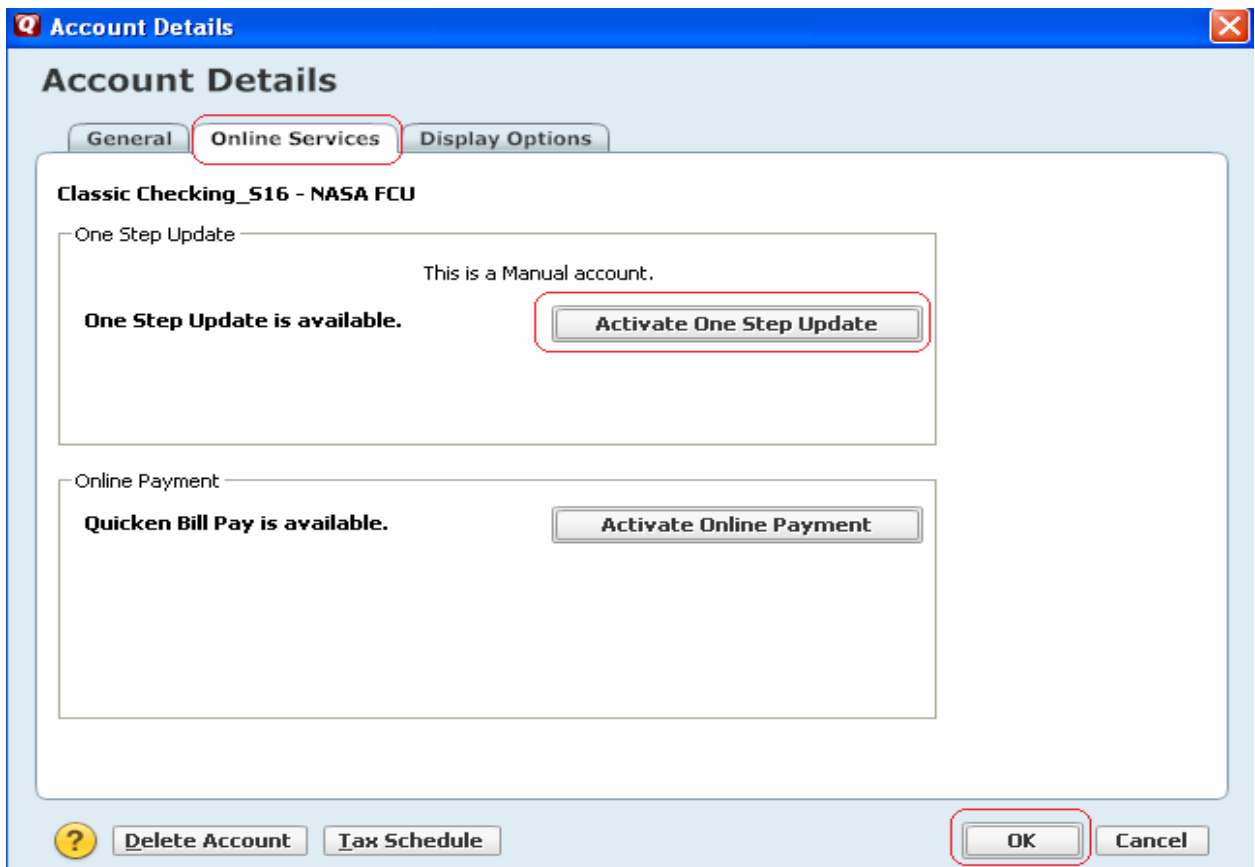 Account Details
Account Details
General Online Services Display Options
Classic Checking_S16 - NASA FCU
One Step Update
This is a Manual account.
One Step Update is available. Activate One Step Update
Online Payment
Quicken Bill Pay is available. Activate Online Payment
? Delete Account Tax Schedule OK Cancel